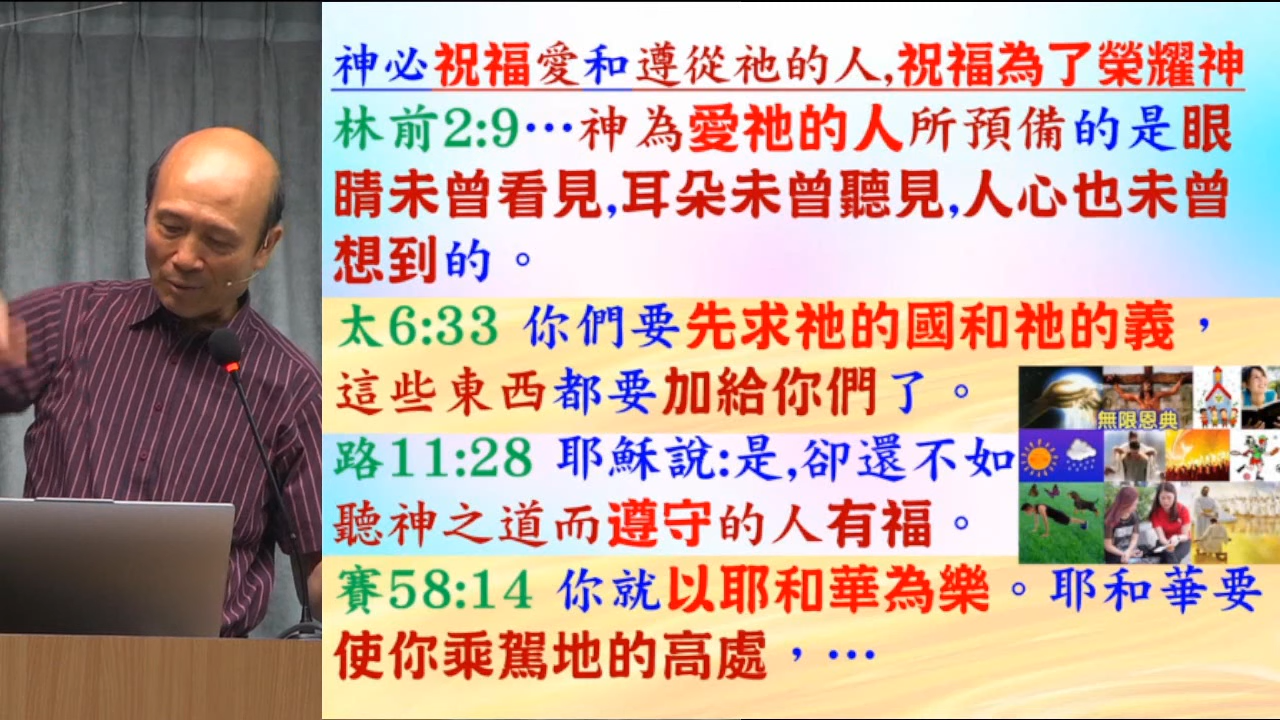 神必祝福愛和遵從祂的人,祝福為了榮耀神
林前2:9…神為愛祂的人所預備的是眼
睛未曾看見,耳朵未曾聽見,人心也未曾
想到的。
太6:33 你們要先求祂的國和祂的義，
這些東西都要加給你們了。
無限恩典
路11:28 耶穌說:是,卻還不如
聽神之道而遵守的人有福。
賽58:14 你就以耶和華為樂。耶和華要
使你乘駕地的高處，…